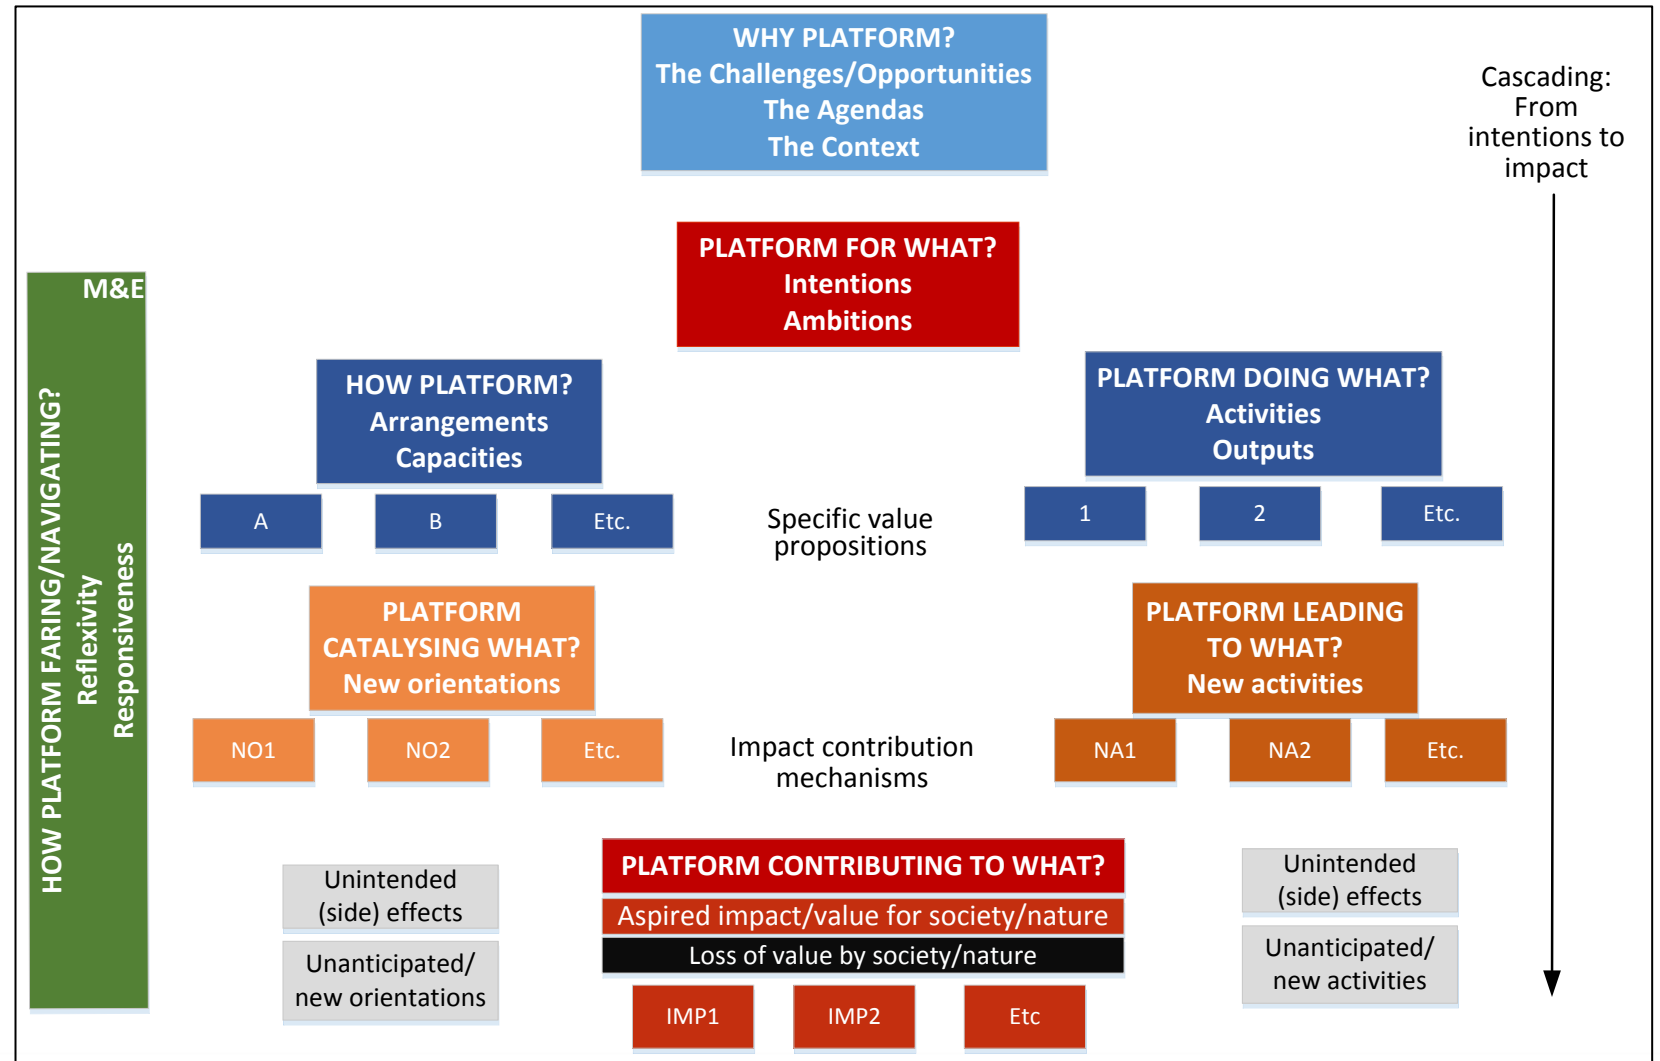 WHY PLATFORM?
The Challenges/Opportunities
The Agendas
The Context
Cascading:
From
intentions to
impact
PLATFORM FOR WHAT?
Intentions
Ambitions
M&E
HOW PLATFORM FARING/NAVIGATING?
Reflexivity
Responsiveness
HOW PLATFORM?
Arrangements
Capacities
PLATFORM DOING WHAT?
Activities
Outputs
A
B
Etc.
Specific value
propositions
1
2
Etc.
PLATFORM
CATALYSING WHAT?
New orientations
PLATFORM LEADING
TO WHAT?
New activities
NO1
NO2
Etc.
Impact contribution
mechanisms
NA1
NA2
Etc.
Unintended
(side) effects
Unanticipated/
new orientations
PLATFORM CONTRIBUTING TO WHAT?
Aspired impact/value for society/nature
Loss of value by society/nature
IMP1
IMP2
Etc
Unintended
(side) effects
Unanticipated/
new activities